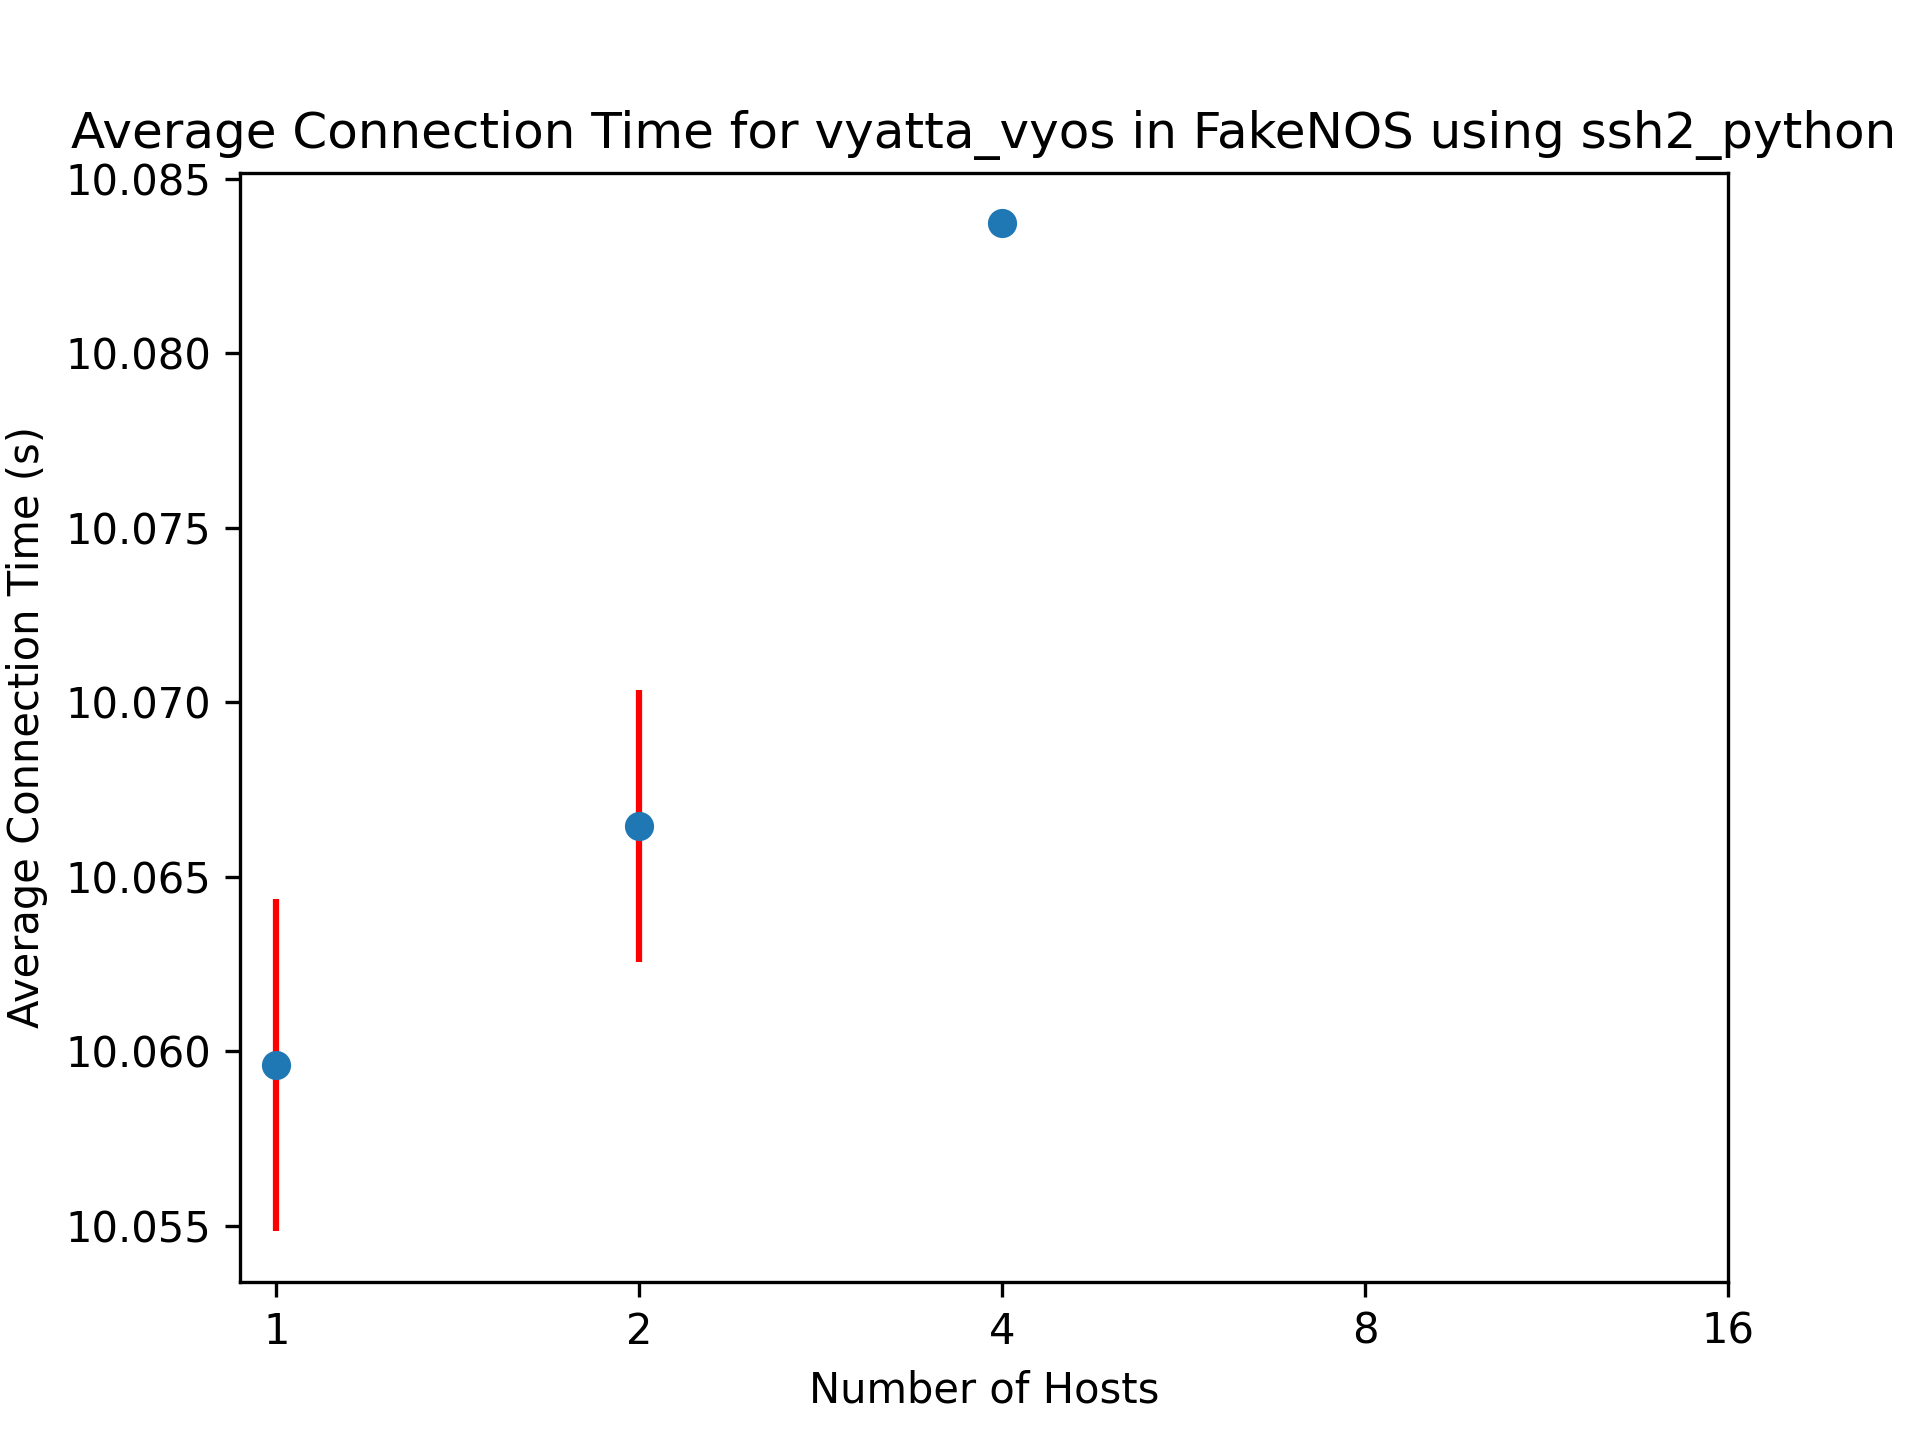 Average Connection Time for vyatta_vyos in FakeNOS using ssh2_python
10.085
10.080
10.075
10.070
10.065
10.060
10.055
Average Connection Time (s)
1 2 4 8 16
Number of Hosts